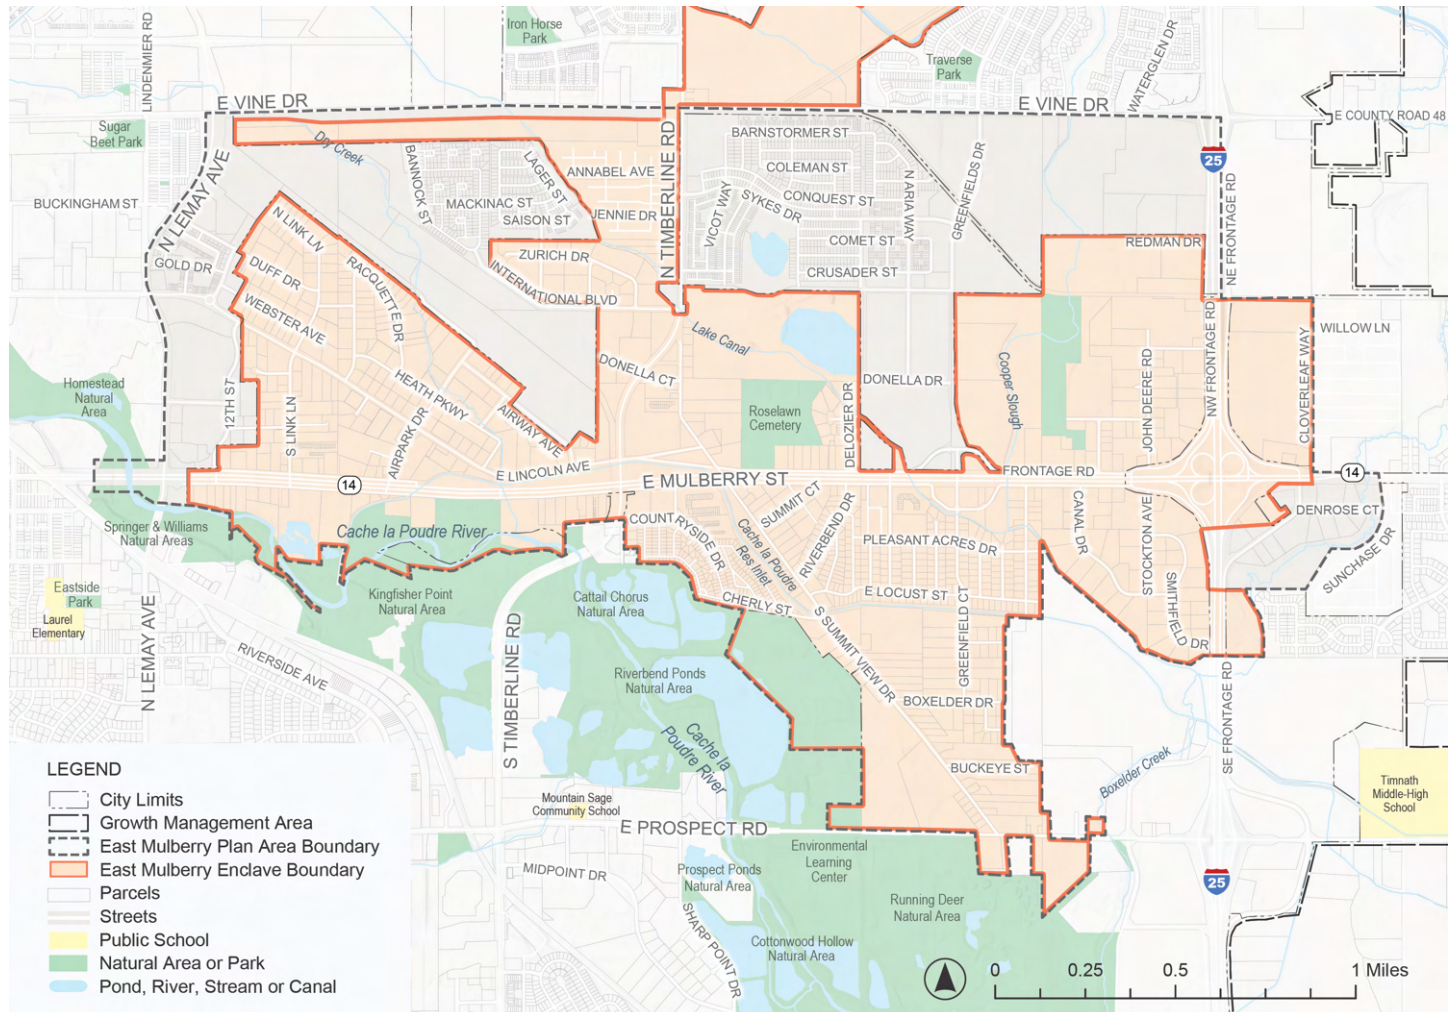 Iron Horse
Park
LINDENMIER RD
Traverse
Park
WATERGLEN DR
E VINE DR
E VINE DR
E COUNTY ROAD 48
Sugar
Beet Park
Dry Creek
N TIMBERLINE RD
BARNSTORMER ST
COLEMAN ST
25
NE FRONTAGE RD
BANNOCK ST
LAGER ST
ANNABEL AVE
N LEMAY AVE
BUCKINGHAM ST
MACKINAC ST
SAISON ST
JENNIE DR
VICOT WAY
SYKES DR
CONQUEST ST
N ARIA WAY
GREENFIELDS DR
COMET ST
CRUSADER ST
REDMAN DR
N LINK LN
RACQUETTE DR
ZURICH DR
INTERNATIONAL BLVD
GOLD DR
DUFF DR
WEBSTER AVE
NW FRONTAGE RD
WILLOW LN
CLOVERLEAF WAY
Lake Canal
Cooper Slough
JOHN DEERE RD
DONELLA CT
DONELLA DR
HEATH PKWY
Homestead
Natural
Area
12TH ST
S LINK LN
AIRPARK DR
AIRWAY AVE
Roselawn
Cemetery
DELOZIER DR
E LINCOLN AVE
E MULBERRY ST
FRONTAGE RD
14
14
Springer & Williams
Natural Areas
Cache la Poudre River
COUNTRYSIDE DR
Cache la Poudre
Res Inlet
SUMMIT CT
RIVERBEND DR
PLEASANT ACRES DR
CANAL DR
STOCKTON AVE
DENROSE CT
SUNCHASE DR
SMITHFIELD DR
Eastside
Park
Laurel
Elementary
N LEMAY AVE
RIVERSIDE AVE
Kingfisher Point
Natural Area
Cattail Chorus
Natural Area
CHERLY ST
E LOCUST ST
GREENFIELD CT
S SUMMIT VIEW DR
S TIMBERLINE RD
Riverbend Ponds
Natural Area
BOXELDER DR
SE FRONTAGE RD
Cache la
Poudre River
BUCKEYE ST
Boxelder Creek
Timnath
Middle-High
School
Mountain Sage
Community School
E PROSPECT RD
Environmental
Learning
Center
MIDPOINT DR
Prospect Ponds
Natural Area
25
Running Deer
Natural Area
SHARP POINT DR
Cottonwood Hollow
Natural Area
LEGEND
City Limits
Growth Management Area
East Mulberry Plan Area Boundary
East Mulberry Enclave Boundary
Parcels
Streets
Public School
Natural Area or Park
Pond, River, Stream or Canal
0 0.25 0.5 1 Miles